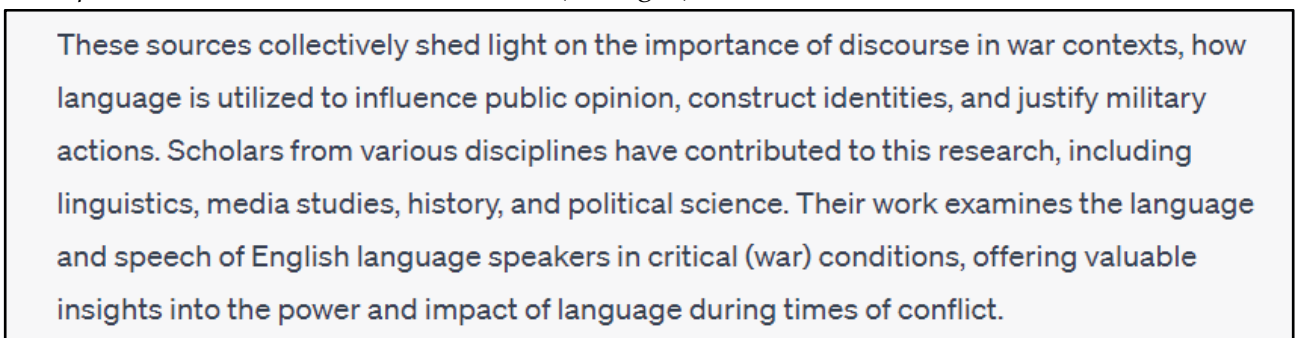 These sources collectively shed light on the importance of discourse in war contexts, how
language is utilized to influence public opinion, construct identities, and justify military
actions. Scholars from various disciplines have contributed to this research, including
linguistics, media studies, history, and political science. Their work examines the language
and speech of English language speakers in critical (war) conditions, offering valuable
insights into the power and impact of language during times of conflict.